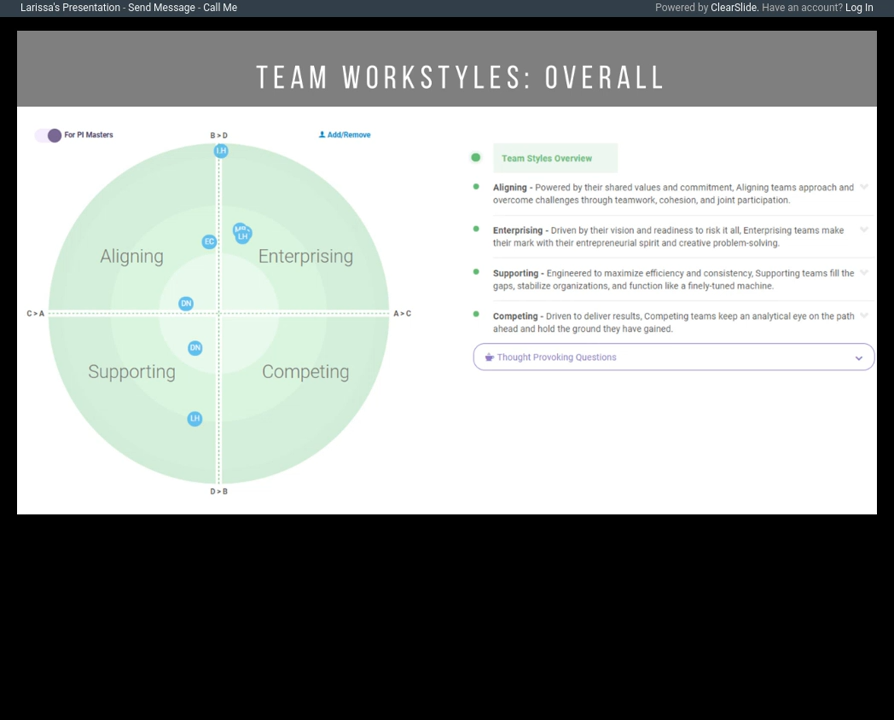 Larissa's Presentation - Send Message - Call Me
Powered by ClearSlide. Have an account? Log In
TEAM WORKSTYLES: OVERALL
For PI Masters
B > D
Add/Remove
LH
LH
EC
Aligning
Enterprising
DN
C > A
A > C
DN
Supporting
Competing
LH
D > B
Team Styles Overview
Aligning - Powered by their shared values and commitment, Aligning teams approach and
overcome challenges through teamwork, cohesion, and joint participation.
Enterprising - Driven by their vision and readiness to risk it all, Enterprising teams make
their mark with their entrepreneurial spirit and creative problem-solving.
Supporting - Engineered to maximize efficiency and consistency, Supporting teams fill the
gaps, stabilize organizations, and function like a finely-tuned machine.
Competing - Driven to deliver results, Competing teams keep an analytical eye on the path
ahead and hold the ground they have gained.
Thought Provoking Questions